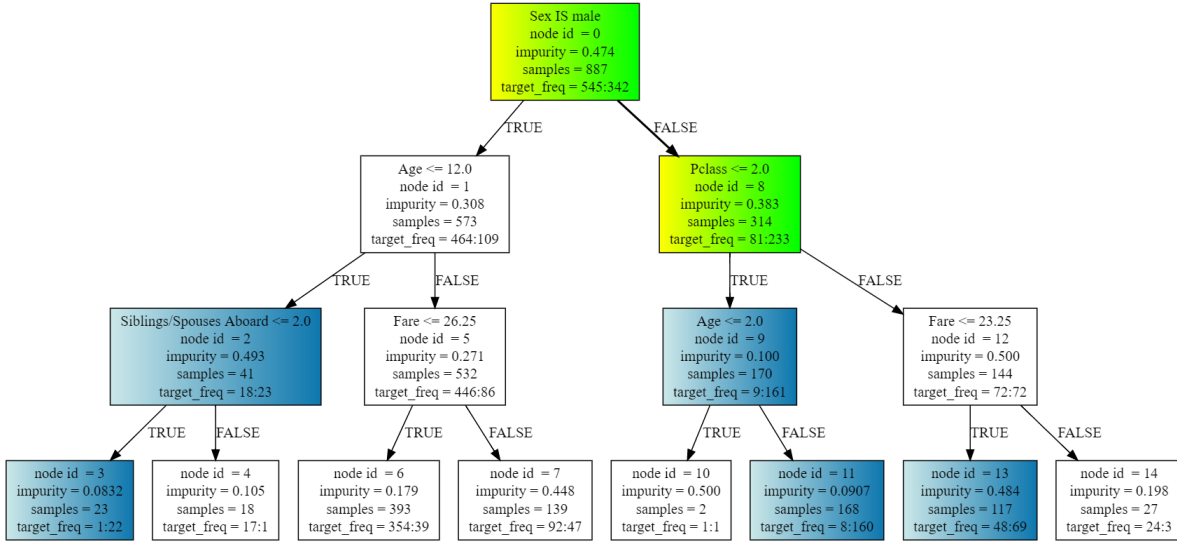 Sex IS male
node id = 0
impurity = 0.474
samples = 887
target_freq = 545:342
TRUE
FALSE
Age <= 12.0
node id = 1
impurity = 0.308
samples = 573
target_freq = 464:109
Pclass <= 2.0
node id = 8
impurity = 0.383
samples = 314
target_freq = 81:233
TRUE
FALSE
TRUE
FALSE
Siblings/Spouses Aboard <= 2.0
node id = 2
impurity = 0.493
samples = 41
target_freq = 18:23
Fare <= 26.25
node id = 5
impurity = 0.271
samples = 532
target_freq = 446:86
Age <= 2.0
node id = 9
impurity = 0.100
samples = 170
target_freq = 9:161
Fare <= 23.25
node id = 12
impurity = 0.500
samples = 144
target_freq = 72:72
TRUE
FALSE
TRUE
FALSE
TRUE
FALSE
TRUE
FALSE
node id = 3
impurity = 0.0832
samples = 23
target_freq = 1:22
node id = 4
impurity = 0.105
samples = 18
target_freq = 17:1
node id = 6
impurity = 0.179
samples = 393
target_freq = 354:39
node id = 7
impurity = 0.448
samples = 139
target_freq = 92:47
node id = 10
impurity = 0.500
samples = 2
target_freq = 1:1
node id = 11
impurity = 0.0907
samples = 168
target_freq = 8:160
node id = 13
impurity = 0.484
samples = 117
target_freq = 48:69
node id = 14
impurity = 0.198
samples = 27
target_freq = 24:3